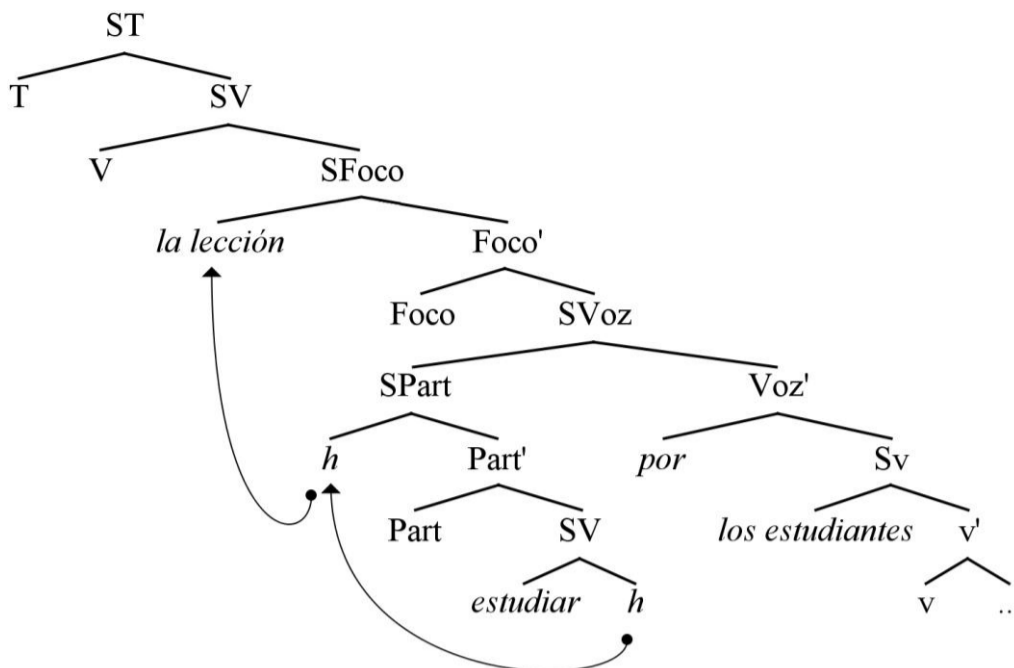 ST
T SV
V SFoco
la lección Foco'
Foco SVoz
SPart Voz'
h Part' por Sv
Part SV los estudiantes v'
estudiar h v ..